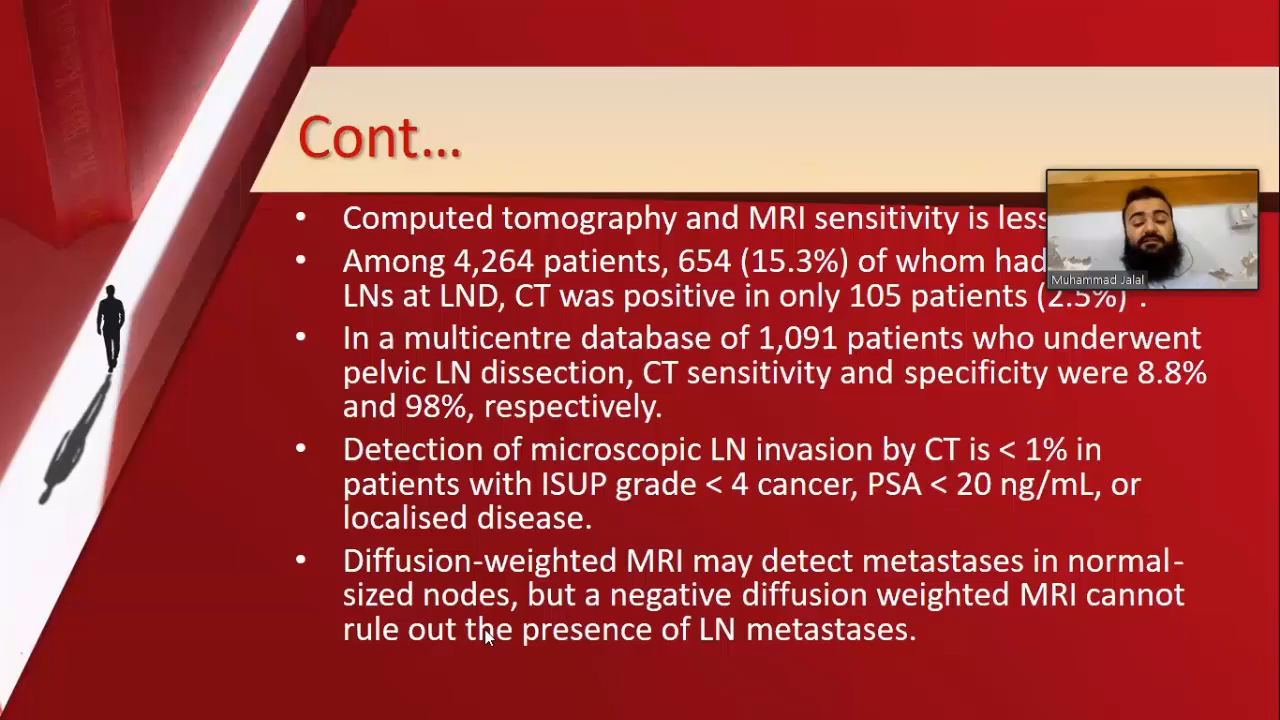 Cont...
• Computed tomography and MRI sensitivity is less
• Among 4,264 patients, 654 (15.3%) of whom had
LNs at LND, CT was positive in only 105 patients (2.5%) .
• In a multicentre database of 1,091 patients who underwent
pelvic LN dissection, CT sensitivity and specificity were 8.8%
and 98%, respectively.
• Detection of microscopic LN invasion by CT is < 1% in
patients with ISUP grade < 4 cancer, PSA < 20 ng/mL, or
localised disease.
• Diffusion-weighted MRI may detect metastases in normal-
sized nodes, but a negative diffusion weighted MRI cannot
rule out the presence of LN metastases.
Muhammad Jalal